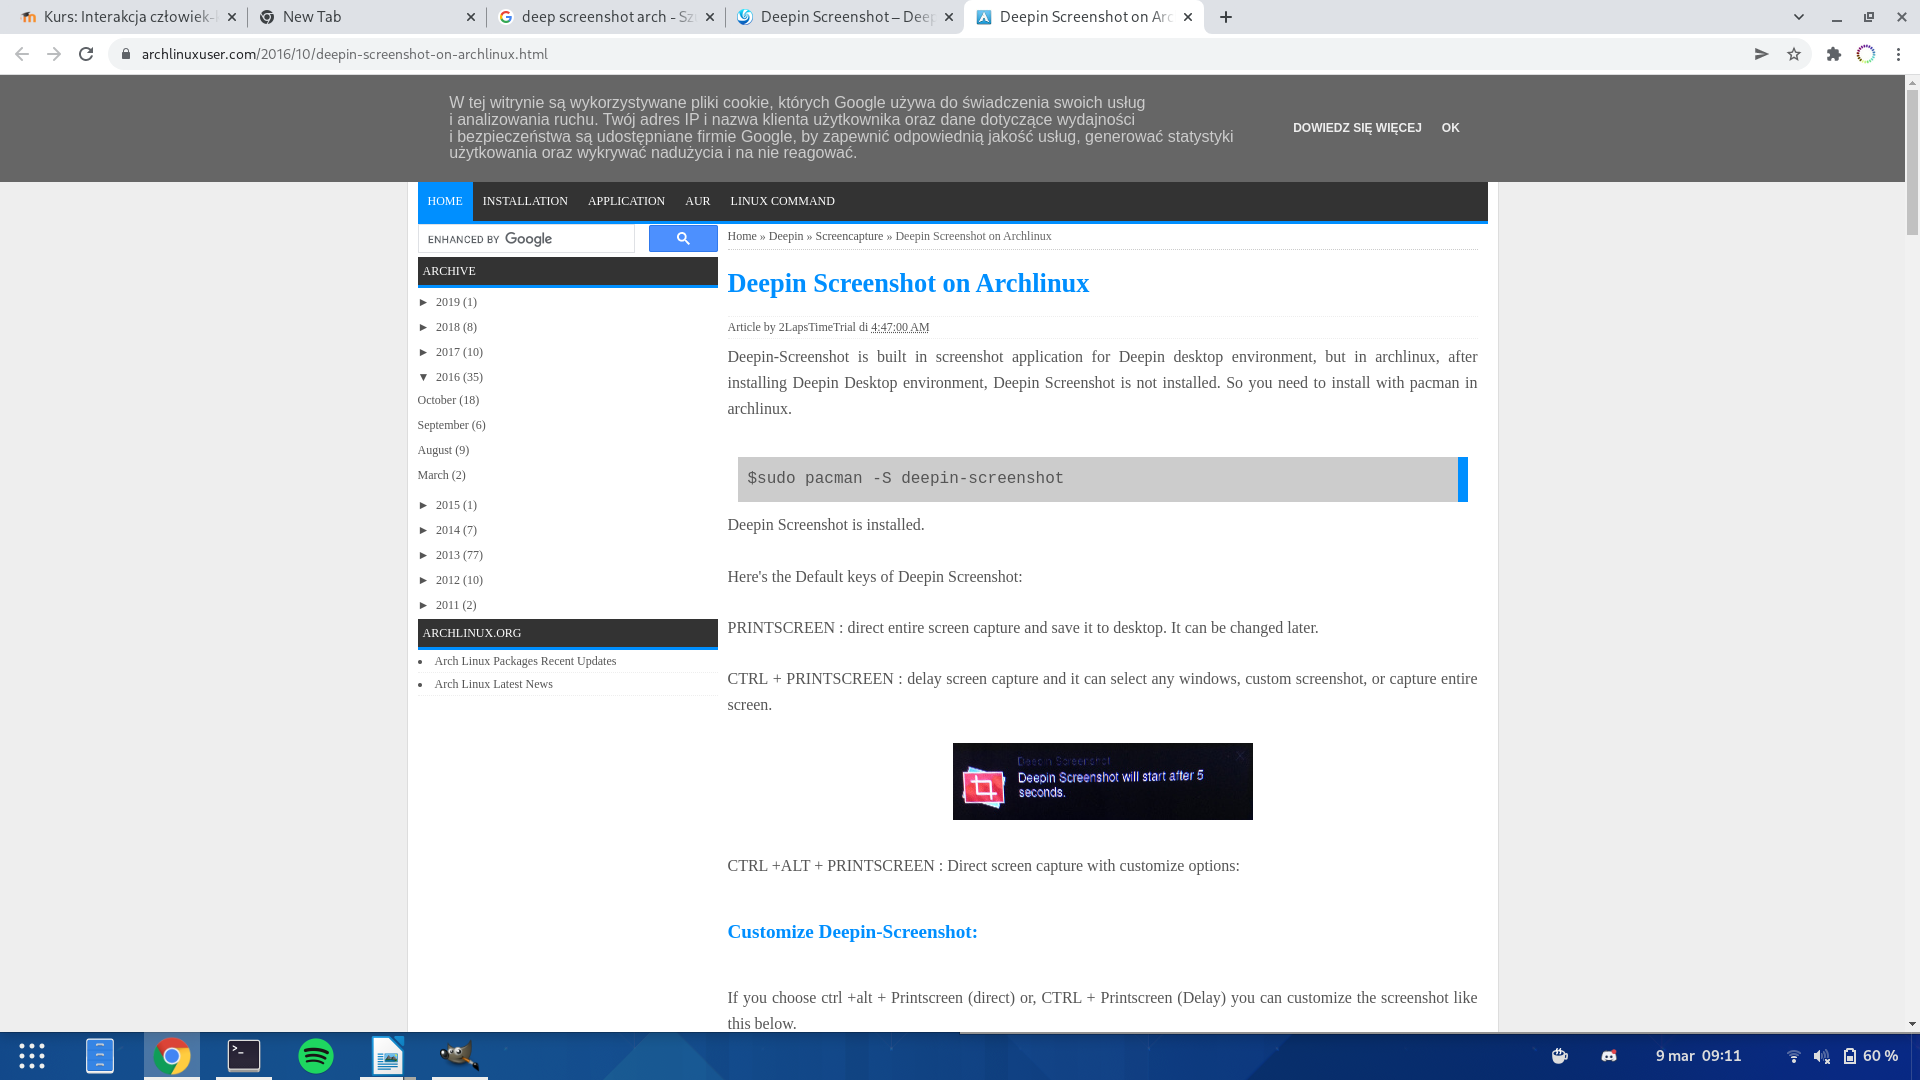 Kurs: Interakcja człowiek-
New Tab
deep screenshot arch - Sz
Deepin Screenshot – Deep
Deepin Screenshot on Arc
archlinuxuser.com/2016/10/deepin-screenshot-on-archlinux.html
W tej witrynie są wykorzystywane pliki cookie, których Google używa do świadczenia swoich usług
i analizowania ruchu. Twój adres IP i nazwa klienta użytkownika oraz dane dotyczące wydajności
i bezpieczeństwa są udostępniane firmie Google, by zapewnić odpowiednią jakość usług, generować statystyki
użytkowania oraz wykrywać nadużycia i na nie reagować.
DOWIEDZ SIĘ WIĘCEJ OK
HOME INSTALLATION APPLICATION AUR LINUX COMMAND
ENHANCED BY Google
ARCHIVE
► 2019 (1)
► 2018 (8)
► 2017 (10)
▼ 2016 (35)
October (18)
September (6)
August (9)
March (2)
► 2015 (1)
► 2014 (7)
► 2013 (77)
► 2012 (10)
► 2011 (2)
ARCHLINUX.ORG
• Arch Linux Packages Recent Updates
• Arch Linux Latest News
Home » Deepin » Screencapture » Deepin Screenshot on Archlinux
Deepin Screenshot on Archlinux
Article by 2LapsTimeTrial di 4:47:00 AM
Deepin-Screenshot is built in screenshot application for Deepin desktop environment, but in archlinux, after
installing Deepin Desktop environment, Deepin Screenshot is not installed. So you need to install with pacman in
archlinux.
$sudo pacman -S deepin-screenshot
Deepin Screenshot is installed.
Here's the Default keys of Deepin Screenshot:
PRINTSCREEN : direct entire screen capture and save it to desktop. It can be changed later.
CTRL + PRINTSCREEN : delay screen capture and it can select any windows, custom screenshot, or capture entire
screen.
Deepin Screenshot
Deepin Screenshot will start after 5
seconds.
CTRL +ALT + PRINTSCREEN : Direct screen capture with customize options:
Customize Deepin-Screenshot:
If you choose ctrl +alt + Printscreen (direct) or, CTRL + Printscreen (Delay) you can customize the screenshot like
this below.
9 mar 09:11
60 %